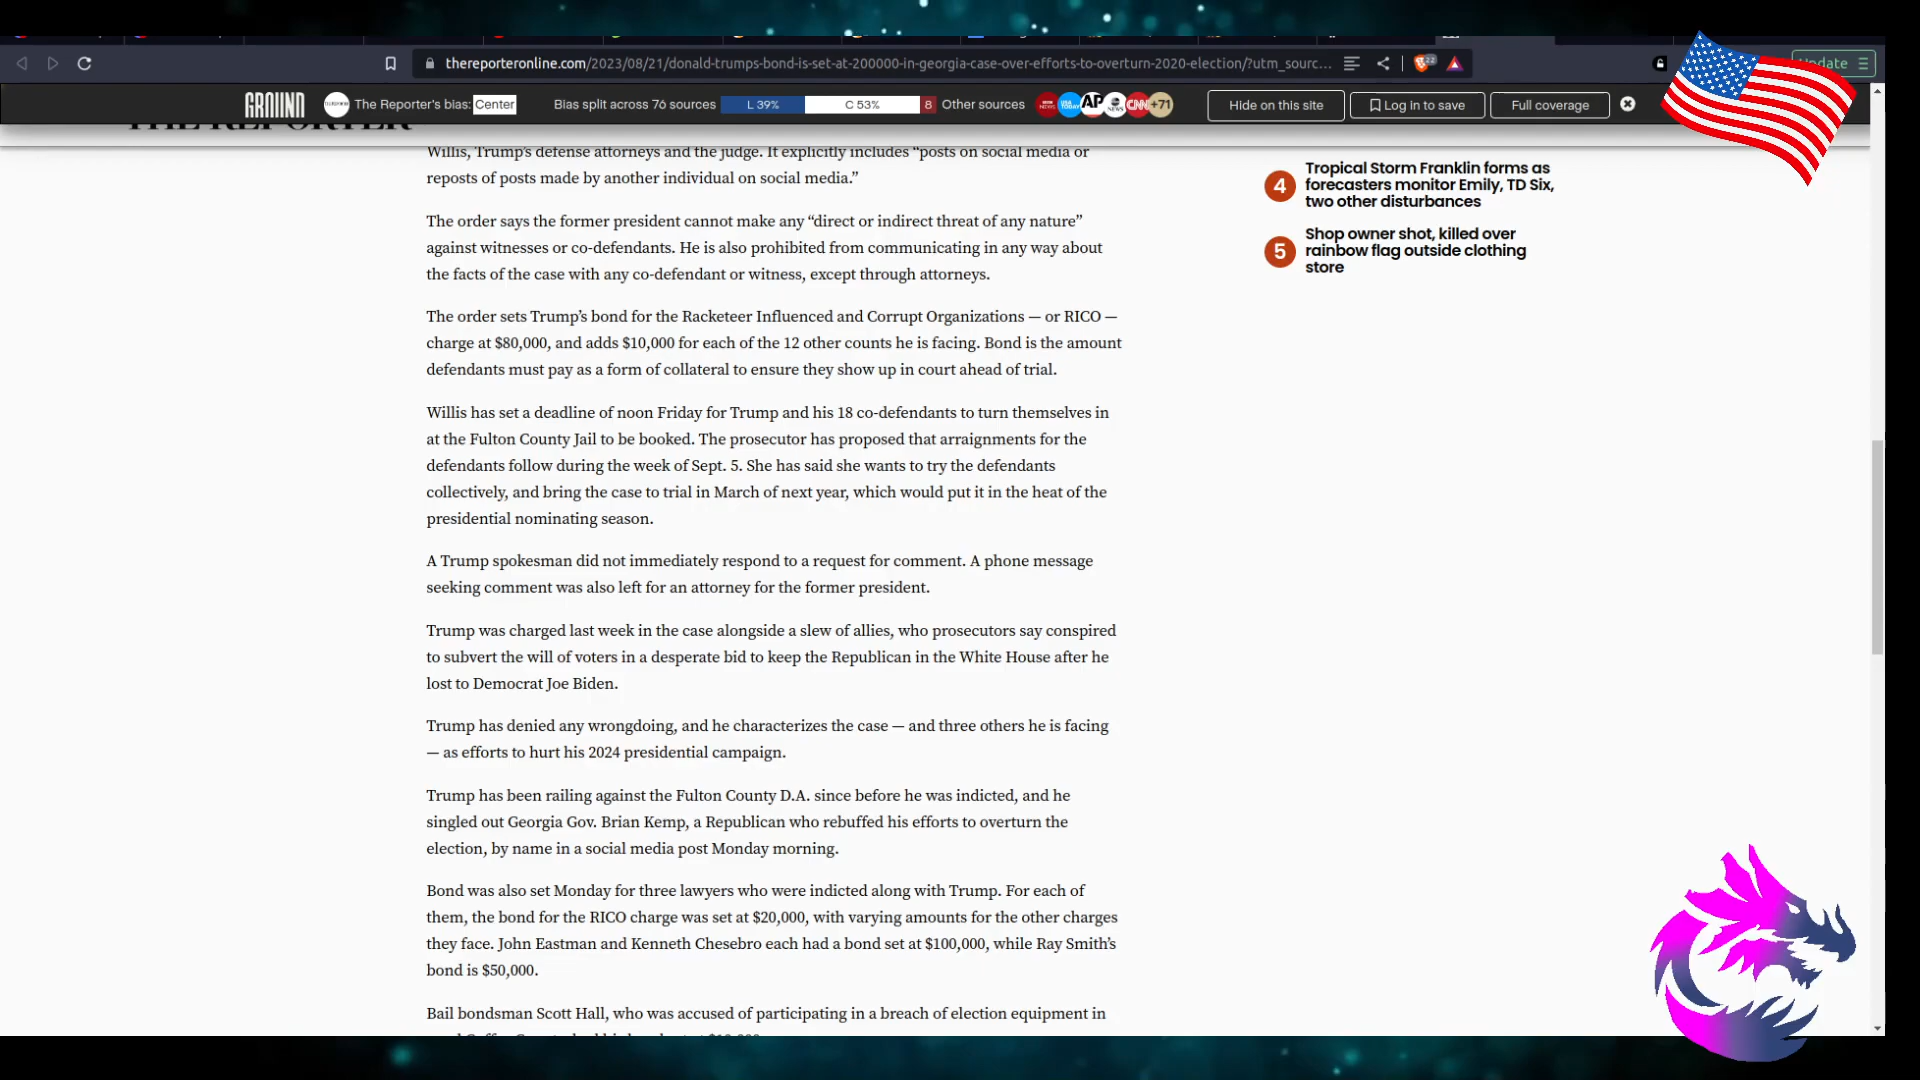 thereporteronline.com/2023/08/21/donald-trumps-bond-is-set-at-200000-in-georgia-case-over-efforts-to-overturn-2020-election/?utm_sourc...
22
Update
GROUND
The Reporter's bias: Center
Bias split across 76 sources
L 39%
C 53%
8
Other sources
AP
CNN
+71
Hide on this site
Log in to save
Full coverage
THE REPORTER
Willis, Trump’s defense attorneys and the judge. It explicitly includes “posts on social media or
reposts of posts made by another individual on social media.”
The order says the former president cannot make any “direct or indirect threat of any nature”
against witnesses or co-defendants. He is also prohibited from communicating in any way about
the facts of the case with any co-defendant or witness, except through attorneys.
The order sets Trump’s bond for the Racketeer Influenced and Corrupt Organizations — or RICO —
charge at $80,000, and adds $10,000 for each of the 12 other counts he is facing. Bond is the amount
defendants must pay as a form of collateral to ensure they show up in court ahead of trial.
Willis has set a deadline of noon Friday for Trump and his 18 co-defendants to turn themselves in
at the Fulton County Jail to be booked. The prosecutor has proposed that arraignments for the
defendants follow during the week of Sept. 5. She has said she wants to try the defendants
collectively, and bring the case to trial in March of next year, which would put it in the heat of the
presidential nominating season.
A Trump spokesman did not immediately respond to a request for comment. A phone message
seeking comment was also left for an attorney for the former president.
Trump was charged last week in the case alongside a slew of allies, who prosecutors say conspired
to subvert the will of voters in a desperate bid to keep the Republican in the White House after he
lost to Democrat Joe Biden.
Trump has denied any wrongdoing, and he characterizes the case — and three others he is facing
— as efforts to hurt his 2024 presidential campaign.
Trump has been railing against the Fulton County D.A. since before he was indicted, and he
singled out Georgia Gov. Brian Kemp, a Republican who rebuffed his efforts to overturn the
election, by name in a social media post Monday morning.
Bond was also set Monday for three lawyers who were indicted along with Trump. For each of
them, the bond for the RICO charge was set at $20,000, with varying amounts for the other charges
they face. John Eastman and Kenneth Chesebro each had a bond set at $100,000, while Ray Smith’s
bond is $50,000.
Bail bondsman Scott Hall, who was accused of participating in a breach of election equipment in
4
Tropical Storm Franklin forms as
forecasters monitor Emily, TD Six,
two other disturbances
5
Shop owner shot, killed over
rainbow flag outside clothing
store